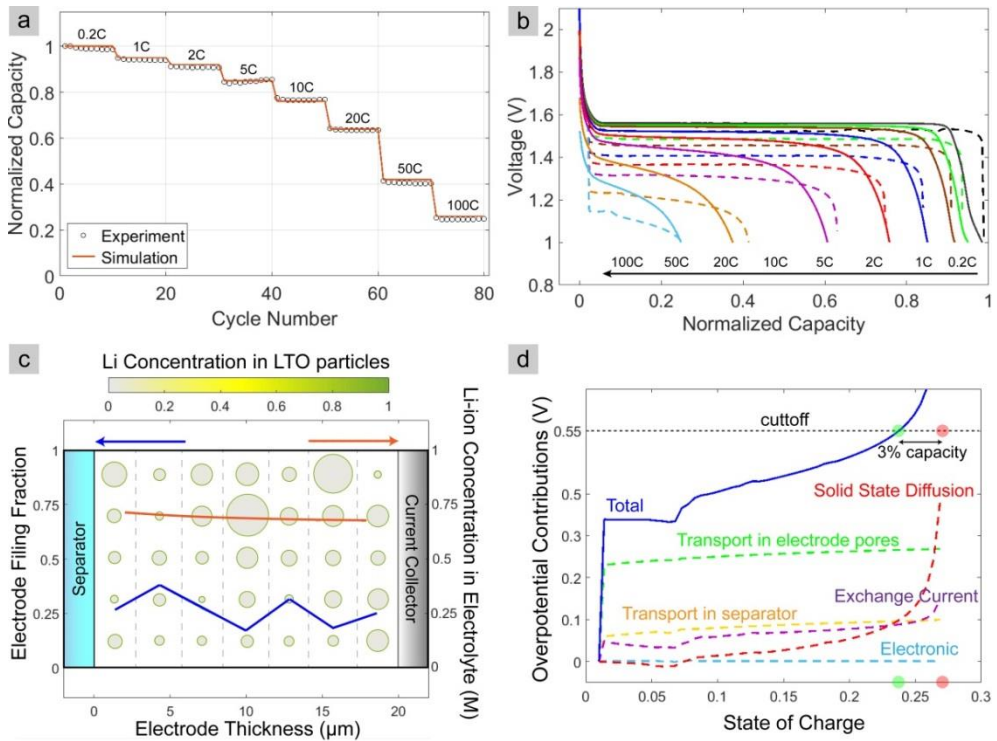 a
Normalized Capacity
1
0.8
0.6
0.4
0.2
0
0.2C
1C
2C
5C
10C
20C
50C
100C
Experiment
Simulation
0 20 40 60 80
Cycle Number
b
Voltage (V)
2
1.8
1.6
1.4
1.2
1
0.8
100C 50C 20C 10C 5C 2C 1C 0.2C
0 0.2 0.4 0.6 0.8 1
Normalized Capacity
c
Li Concentration in LTO particles
0 0.2 0.4 0.6 0.8 1
Electrode Filing Fraction
1
0.75
0.5
0.25
0
Separator
Current Collector
1
0.75
0.5
0.25
0
Li-ion Concentration in Electrolyte (M)
0 5 10 15 20
Electrode Thickness (μm)
d
Overpotential Contributions (V)
0.55
0.5
0.3
0.2
0.1
0
cuttoff
3% capacity
Total
Solid State Diffusion
Transport in electrode pores
Exchange Current
Transport in separator
Electronic
0 0.05 0.1 0.15 0.2 0.25 0.3
State of Charge